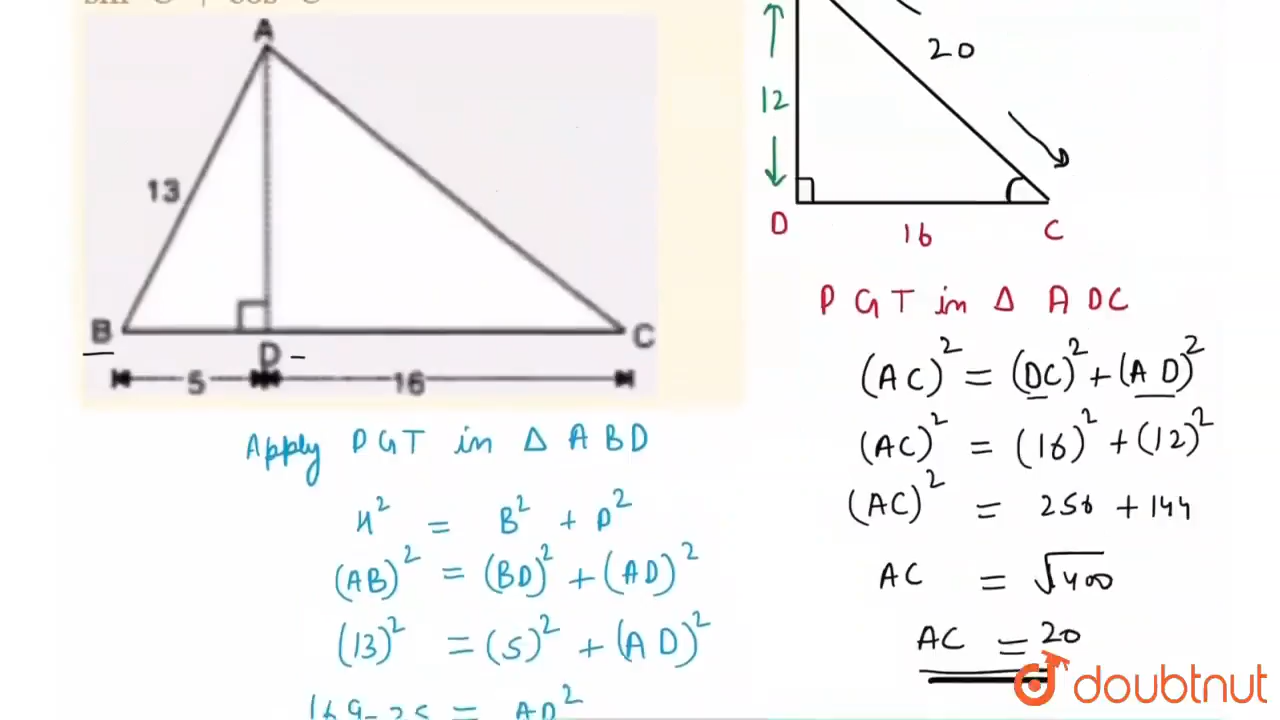 A
13
B
D
C
5
16
Apply PGT in Δ ABD
H² = B² + P²
(AB)² = (BD)² + (AD)²
(13)² = (5)² + (AD)²
169-25 = AD²
20
12
D
16
C
PGT in Δ ADC
(AC)² = (DC)² + (AD)²
(AC)² = (16)² + (12)²
(AC)² = 256 + 144
AC = √400
AC = 20
doubtnut